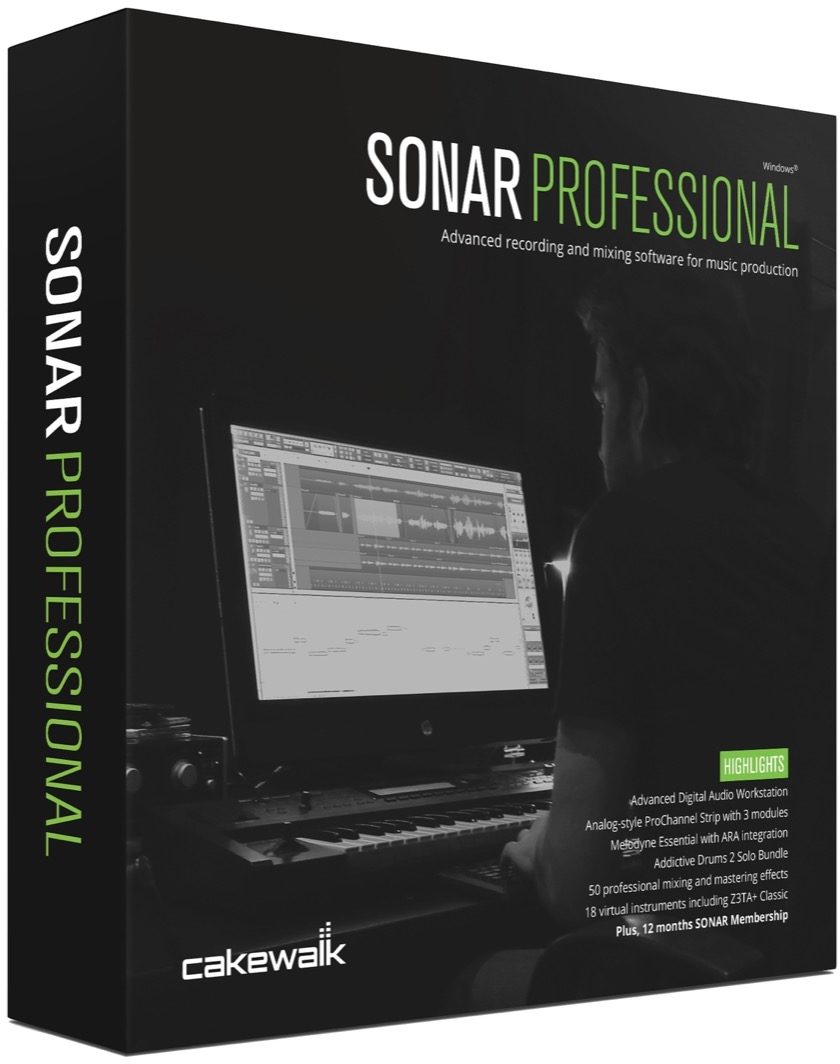 SONAR PROFESSIONAL
Windows®
SONAR PROFESSIONAL
Advanced recording and mixing software for music production
HIGHLIGHTS
Advanced Digital Audio Workstation
Analog-style ProChannel Strip with 3 modules
Melodyne Essential with ARA integration
Addictive Drums 2 Solo Bundle
50 professional mixing and mastering effects
18 virtual instruments including Z3TA+ Classic
Plus, 12 months SONAR Membership
cakewalk